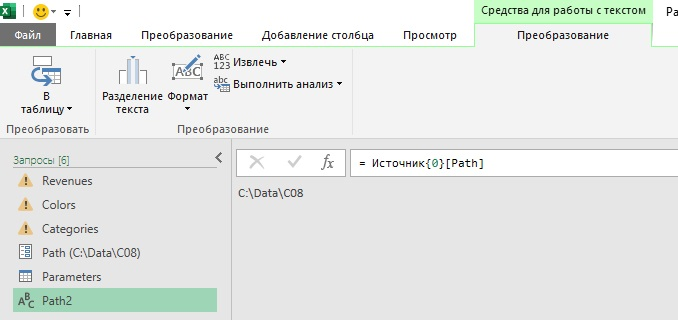 Средства для работы с текстом
Файл Главная Преобразование Добавление столбца Просмотр Преобразование
В таблицу
Разделение текста
ABC Формат
ABC 123 Извлечь
abc Выполнить анализ
Преобразовать Преобразование
Запросы [6]
fx = Источник{0}[Path]
Revenues
C:\Data\C08
Colors
Categories
Path (C:\Data\C08)
Parameters
ABC Path2